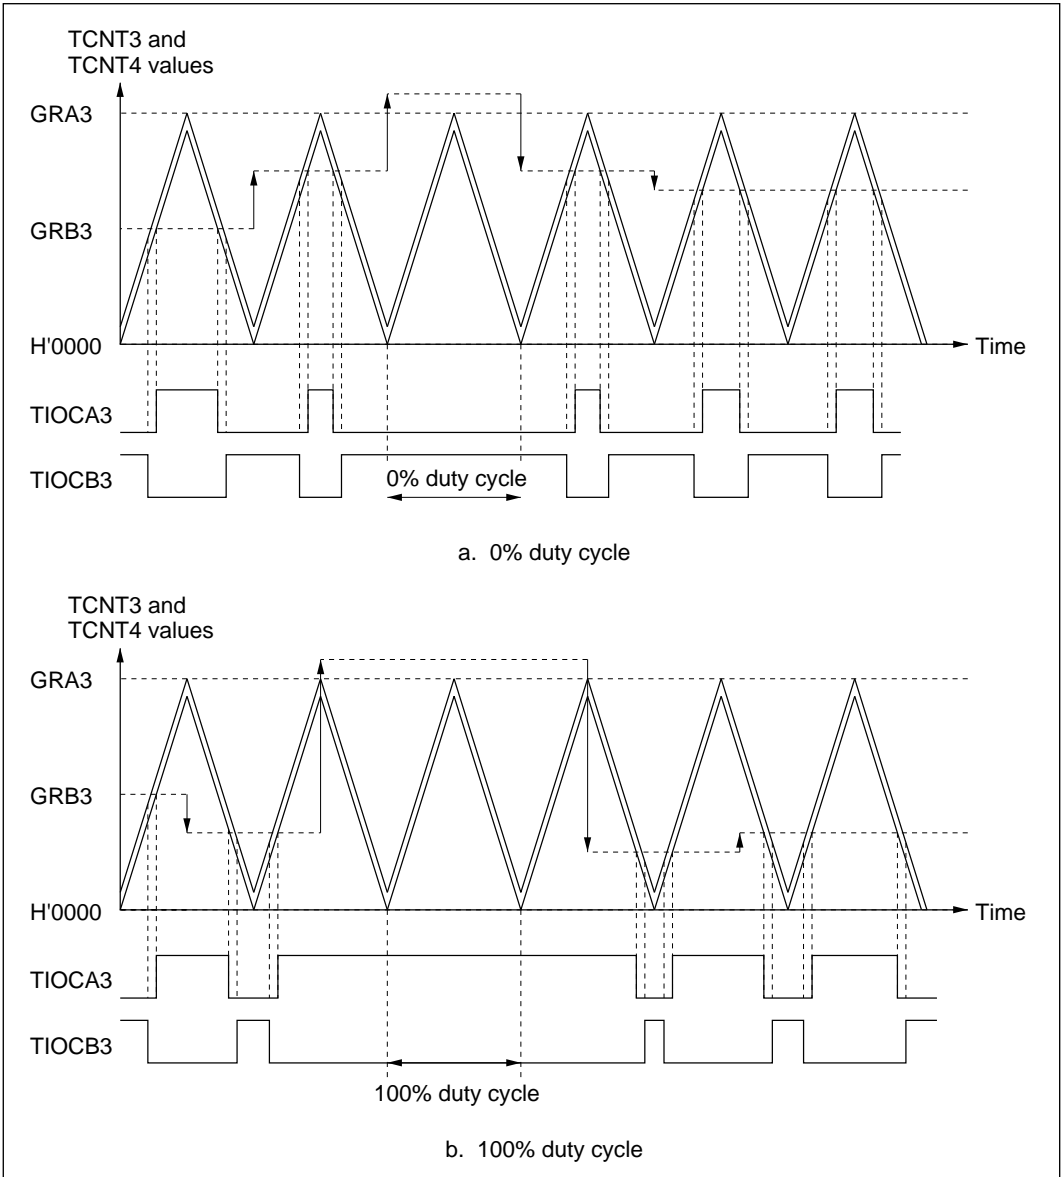 TCNT3 and
TCNT4 values
GRA3
GRB3
H'0000
Time
TIOCA3
TIOCB3
0% duty cycle
a. 0% duty cycle
TCNT3 and
TCNT4 values
GRA3
GRB3
H'0000
Time
TIOCA3
TIOCB3
100% duty cycle
b. 100% duty cycle